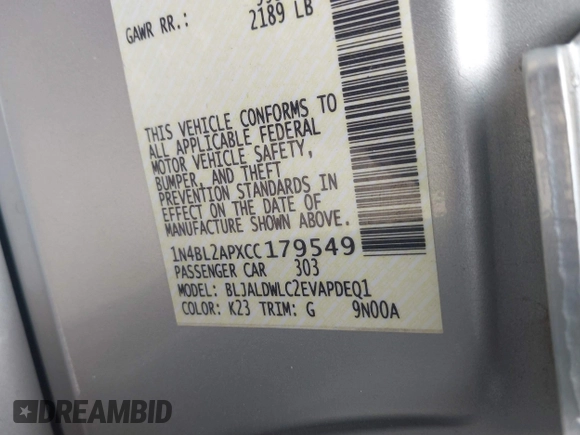 GAWR RR.:
2189 LB
THIS VEHICLE CONFORMS TO
ALL APPLICABLE FEDERAL
MOTOR VEHICLE SAFETY,
BUMPER, AND THEFT
PREVENTION STANDARDS IN
EFFECT ON THE DATE OF
MANUFACTURE SHOWN ABOVE.
1N4BL2APXCC179549
PASSENGER CAR 303
MODEL: BLJALDWLC2EVAPDEQ1
COLOR: K23 TRIM: G 9N00A
DREAMBID